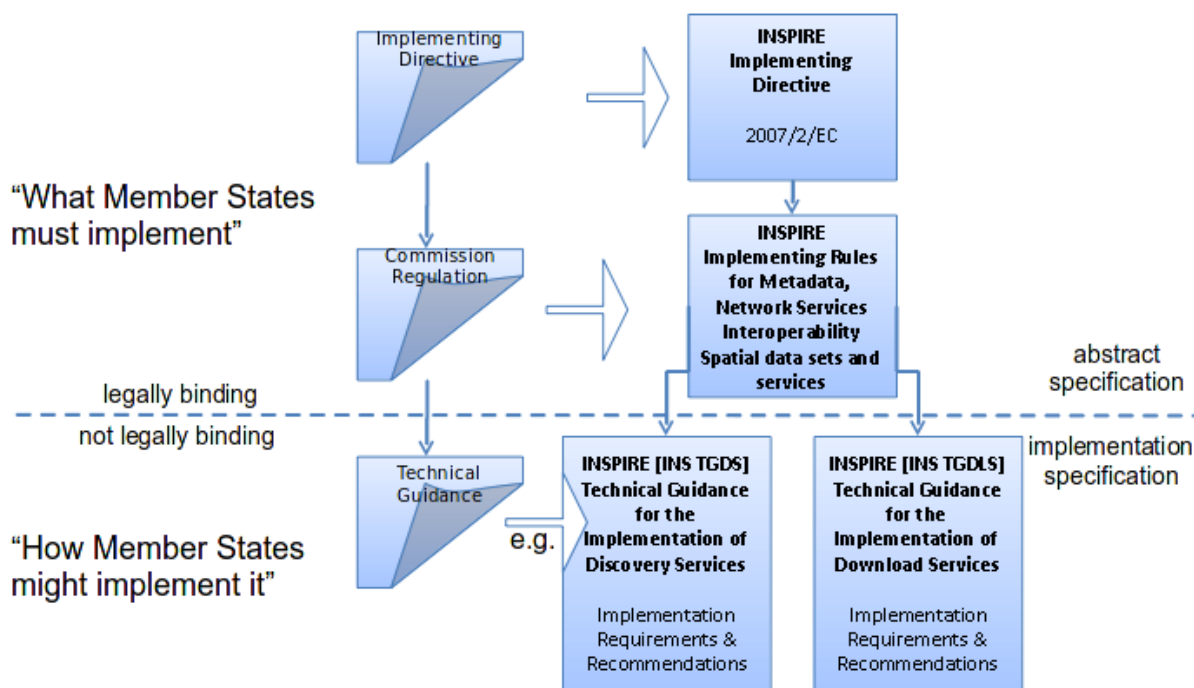 Implementing
Directive
INSPIRE
Implementing
Directive
2007/2/EC
“What Member States
must implement”
Commission
Regulation
INSPIRE
Implementing Rules
for Metadata,
Network Services
Interoperability
Spatial data sets and
services
abstract
specification
legally binding
not legally binding
implementation
specification
Technical
Guidance
e.g.
“How Member States
might implement it”
INSPIRE [INS TGDS]
Technical Guidance
for the
Implementation of
Discovery Services
Implementation
Requirements &
Recommendations
INSPIRE [INS TGDLS]
Technical Guidance
for the
Implementation of
Download Services
Implementation
Requirements &
Recommendations